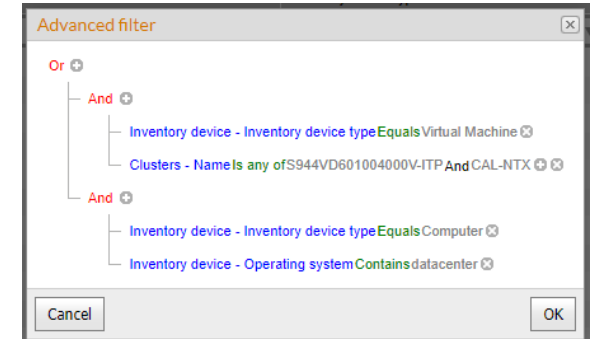 Advanced filter
Or
And
Inventory device - Inventory device type Equals Virtual Machine
Clusters - Name Is any of S944VD601004000V-ITP And CAL-NTX
And
Inventory device - Inventory device type Equals Computer
Inventory device - Operating system Contains datacenter
Cancel OK